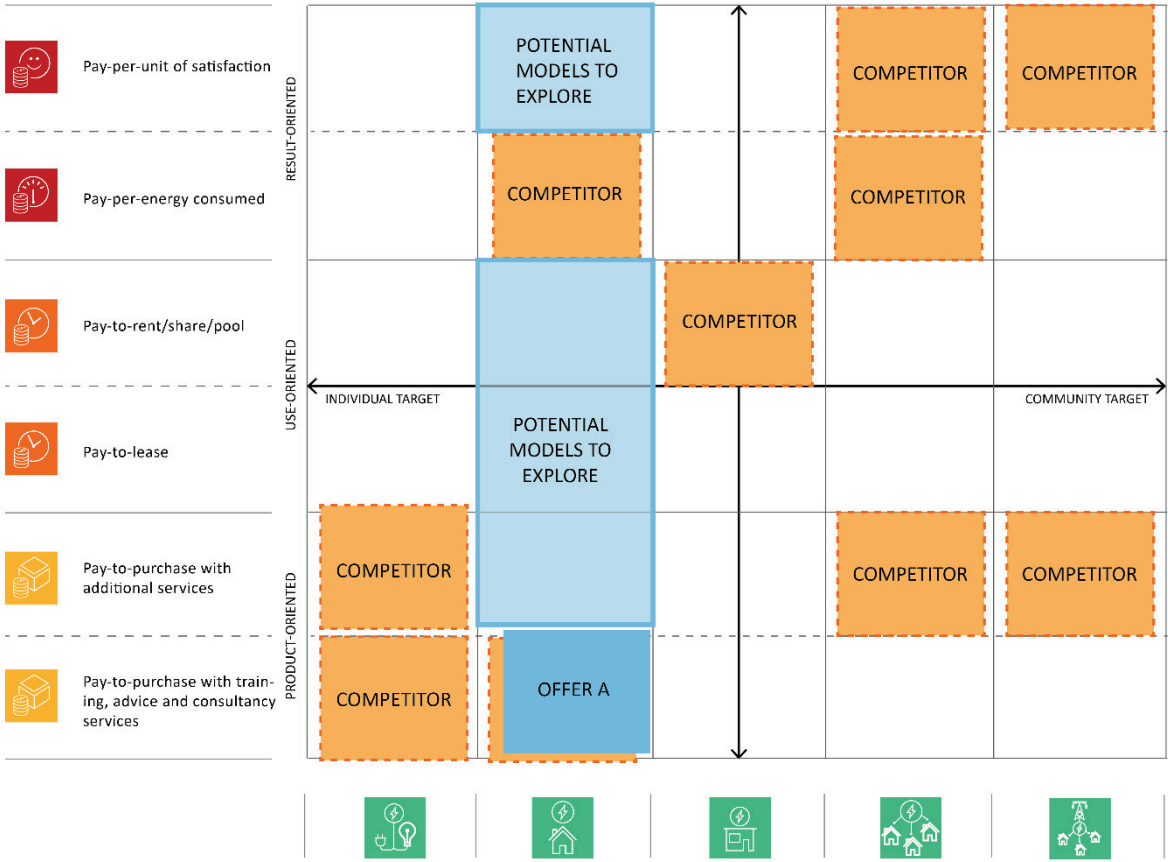 POTENTIAL
MODELS TO
EXPLORE
COMPETITOR
COMPETITOR
Pay-per-unit of satisfaction
RESULT-ORIENTED
Pay-per-energy consumed
COMPETITOR
COMPETITOR
Pay-to-rent/share/pool
COMPETITOR
USE-ORIENTED
INDIVIDUAL TARGET
COMMUNITY TARGET
Pay-to-lease
POTENTIAL
MODELS TO
EXPLORE
Pay-to-purchase with
additional services
COMPETITOR
COMPETITOR
COMPETITOR
PRODUCT-ORIENTED
Pay-to-purchase with train-
ing, advice and consultancy
services
COMPETITOR
OFFER A